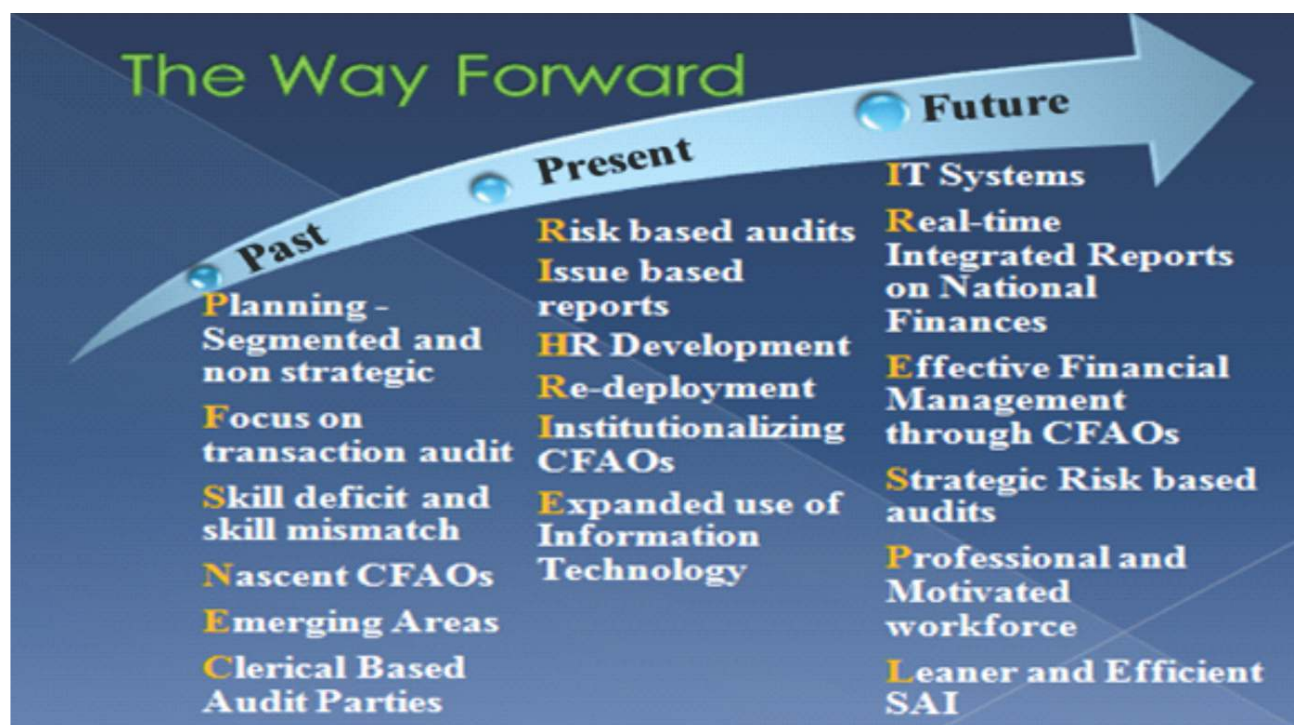 The Way Forward
Past
Planning -
Segmented and
non strategic
Focus on
transaction audit
Skill deficit and
skill mismatch
Nascent CFAOs
Emerging Areas
Clerical Based
Audit Parties
Present
Risk based audits
Issue based
reports
HR Development
Re-deployment
Institutionalizing
CFAOs
Expanded use of
Information
Technology
Future
IT Systems
Real-time
Integrated Reports
on National
Finances
Effective Financial
Management
through CFAOs
Strategic Risk based
audits
Professional and
Motivated
workforce
Leaner and Efficient
SAI